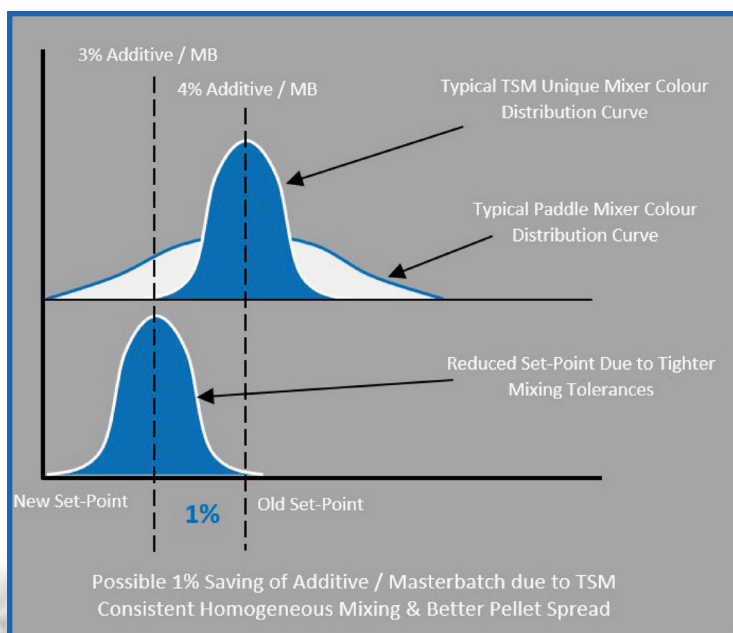 3% Additive / MB
4% Additive / MB
Typical TSM Unique Mixer Colour
Distribution Curve
Typical Paddle Mixer Colour
Distribution Curve
Reduced Set-Point Due to Tighter
Mixing Tolerances
New Set-Point
1%
Old Set-Point
Possible 1% Saving of Additive / Masterbatch due to TSM
Consistent Homogeneous Mixing & Better Pellet Spread